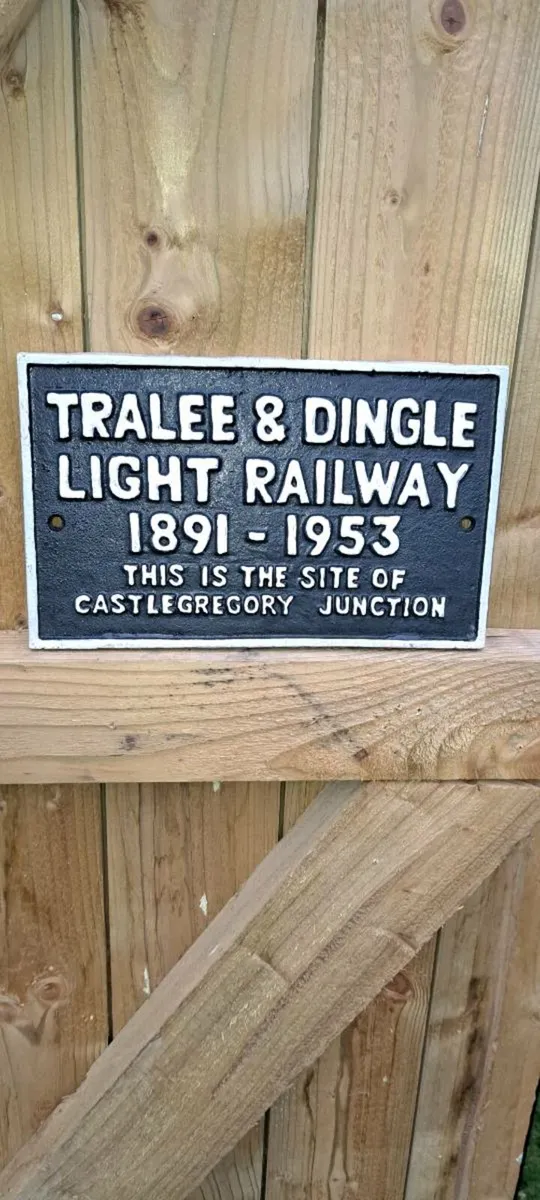 TRALEE & DINGLE
LIGHT RAILWAY
1891 - 1953
THIS IS THE SITE OF
CASTLEGREGORY JUNCTION